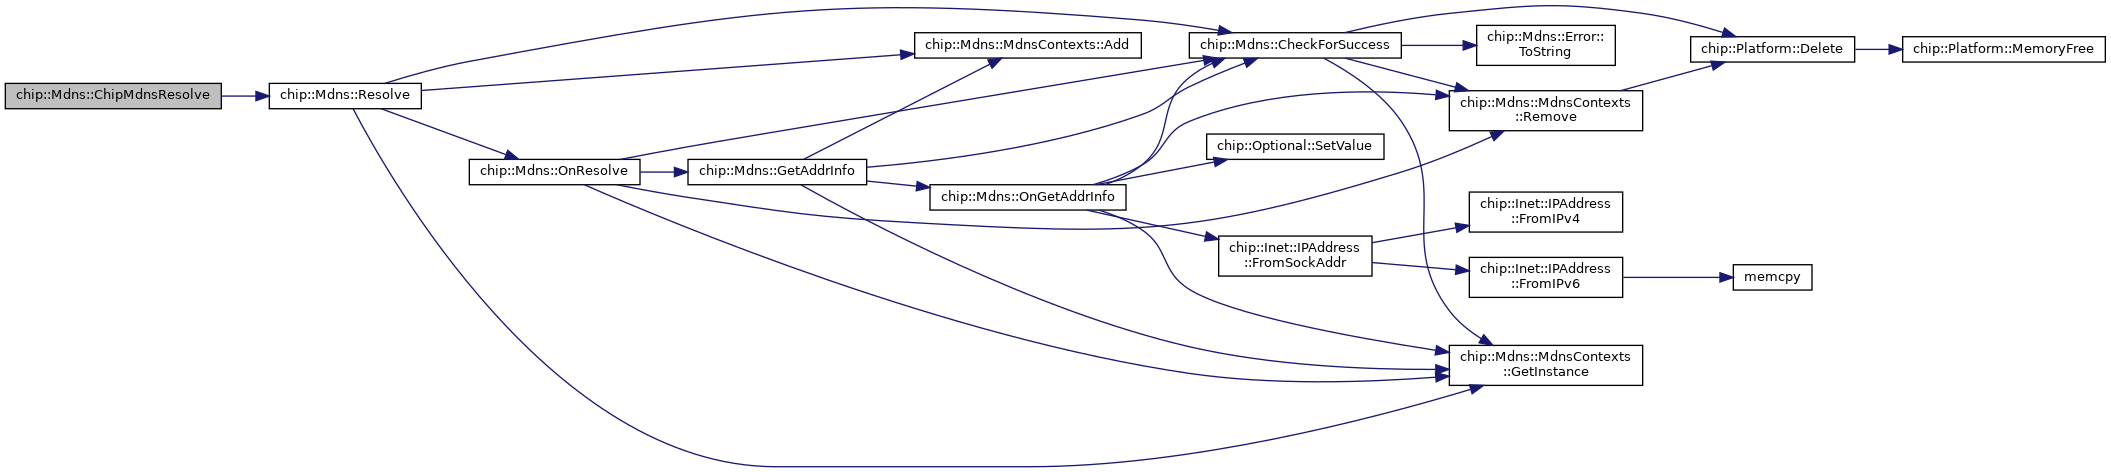 chip::Mdns::ChipMdnsResolve
chip::Mdns::Resolve
chip::Mdns::OnResolve
chip::Mdns::GetAddrInfo
chip::Mdns::MdnsContexts::Add
chip::Mdns::OnGetAddrInfo
chip::Mdns::CheckForSuccess
chip::Optional::SetValue
chip::Inet::IPAddress
::FromSockAddr
chip::Mdns::Error::
ToString
chip::Mdns::MdnsContexts
::Remove
chip::Inet::IPAddress
::FromIPv4
chip::Inet::IPAddress
::FromIPv6
chip::Mdns::MdnsContexts
::GetInstance
chip::Platform::Delete
memcpy
chip::Platform::MemoryFree